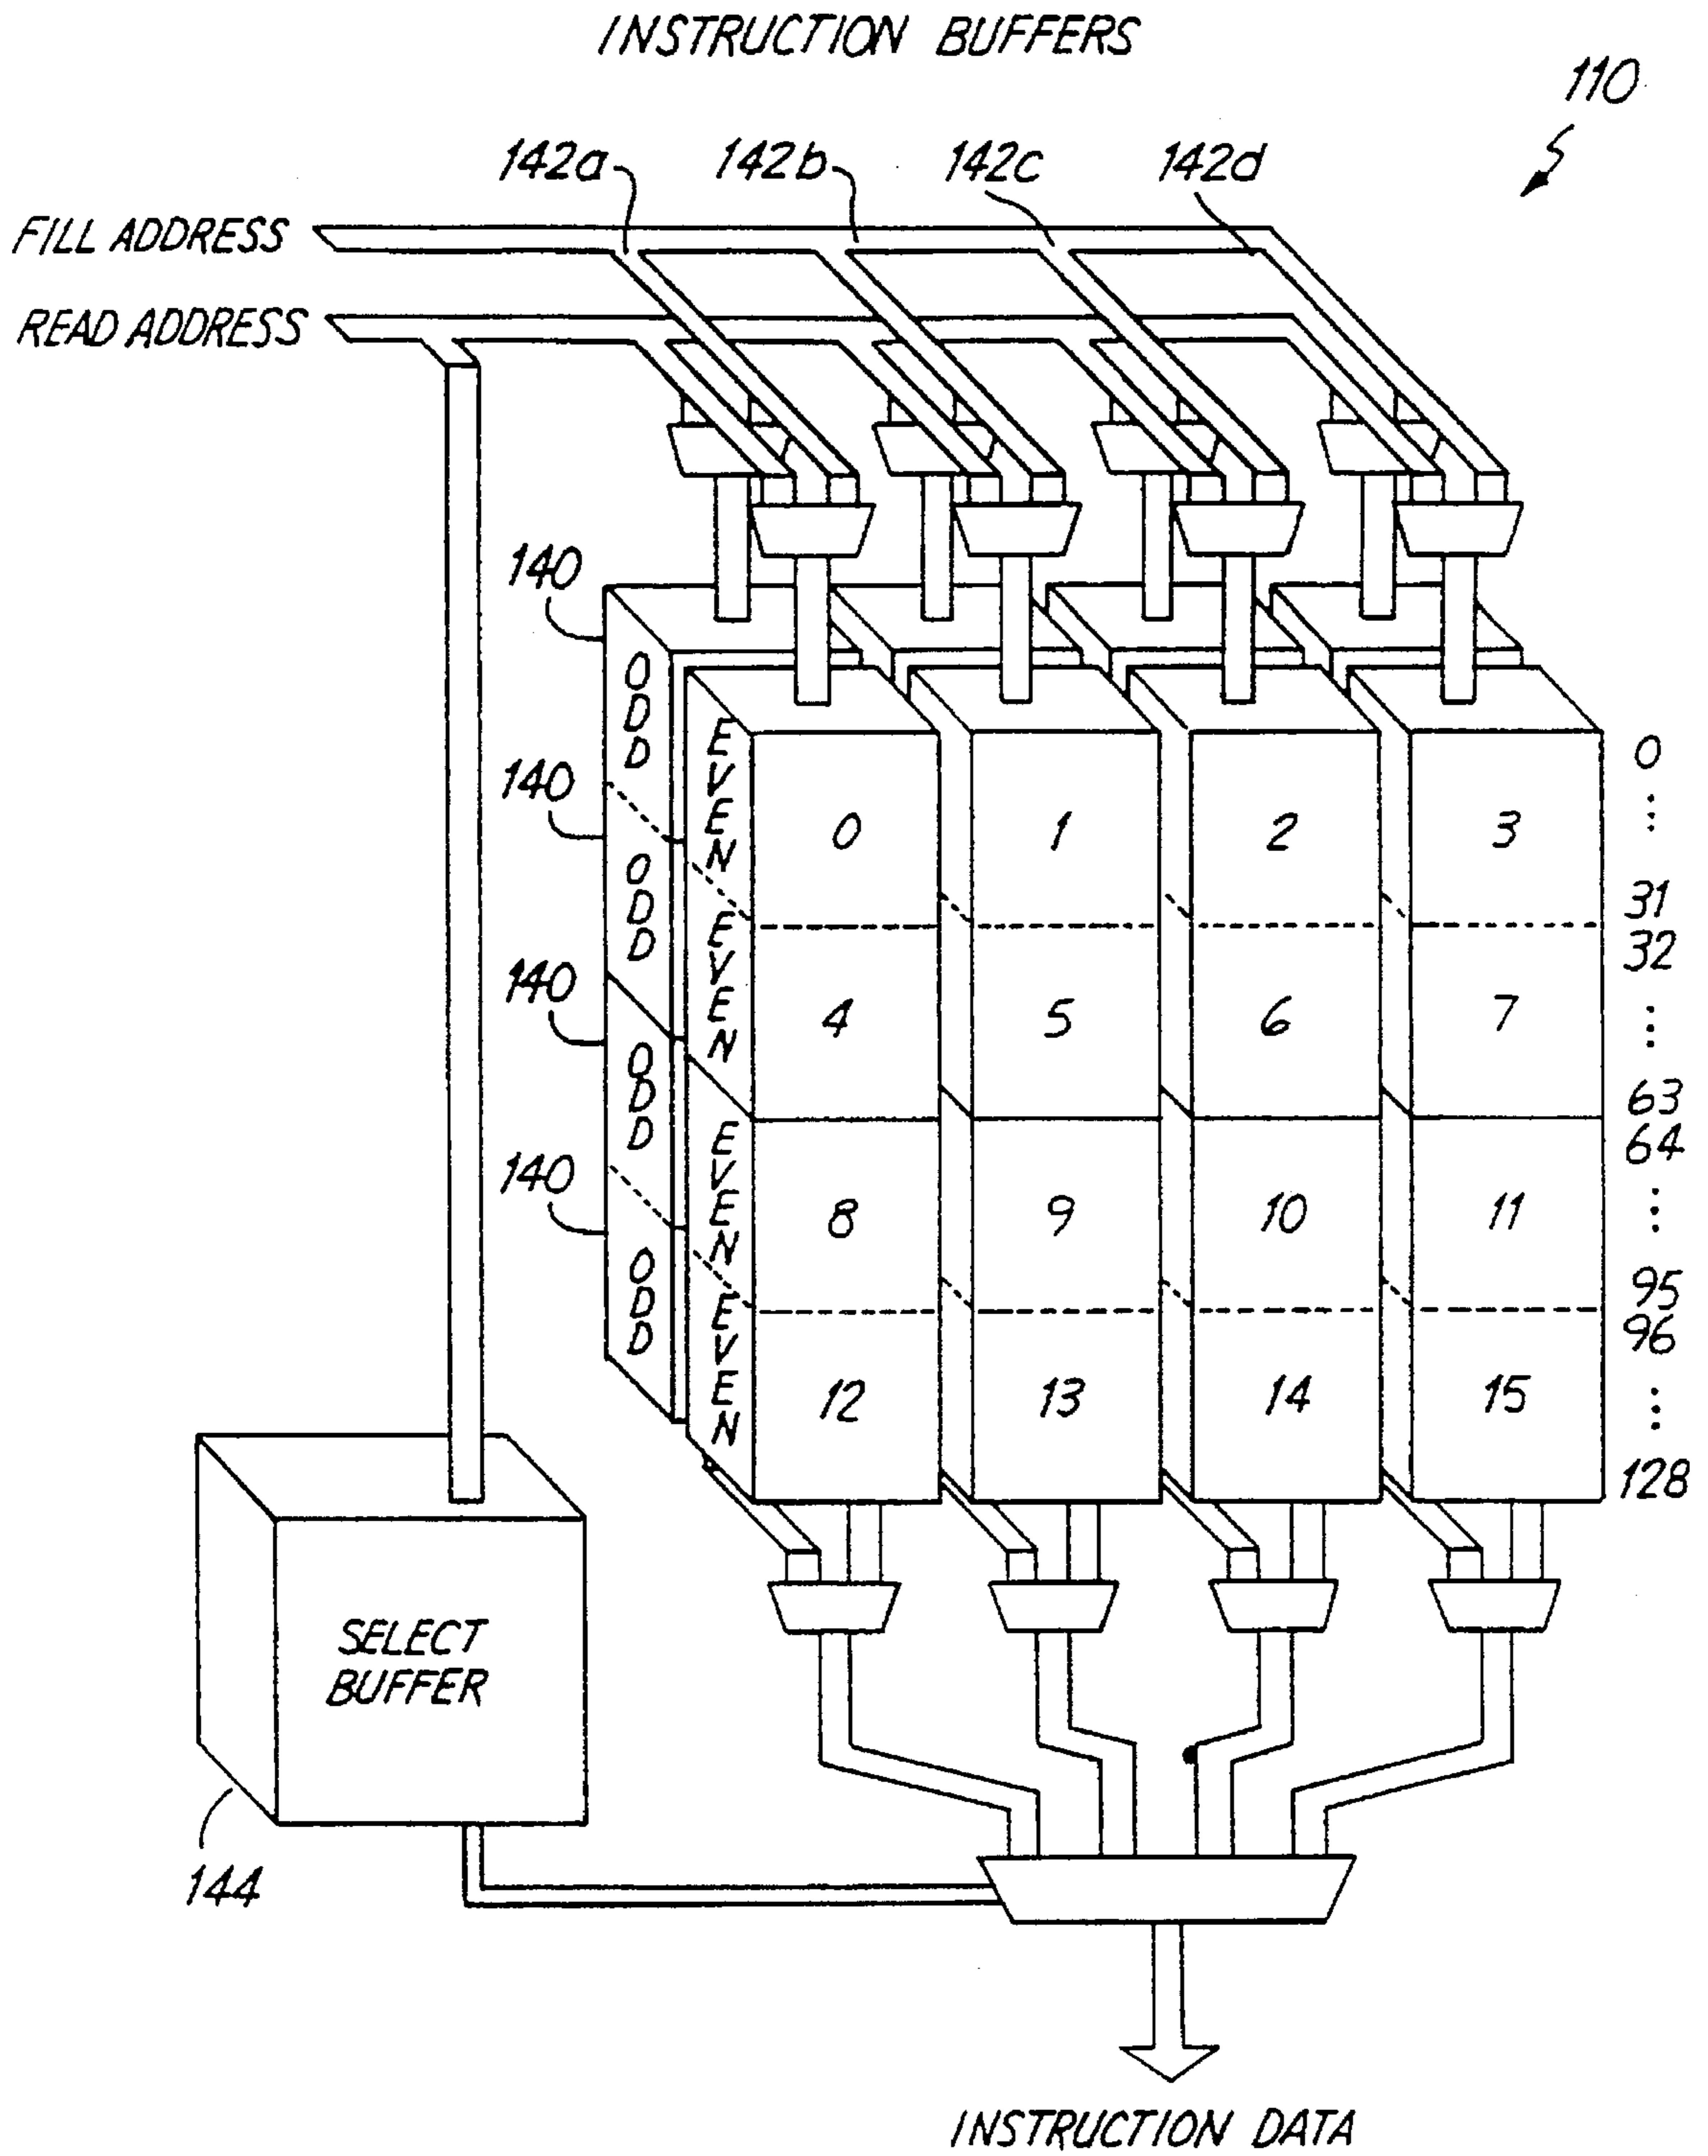 INSTRUCTION BUFFERS
110
142a 142b 142c 142d
FILL ADDRESS
READ ADDRESS
140
ODD
EVEN
0 1 2 3
0
⋮
31
140
ODD
EVEN
4 5 6 7
32
⋮
63
140
ODD
EVEN
8 9 10 11
64
⋮
95
140
ODD
EVEN
12 13 14 15
96
⋮
128
SELECT
BUFFER
144
INSTRUCTION DATA